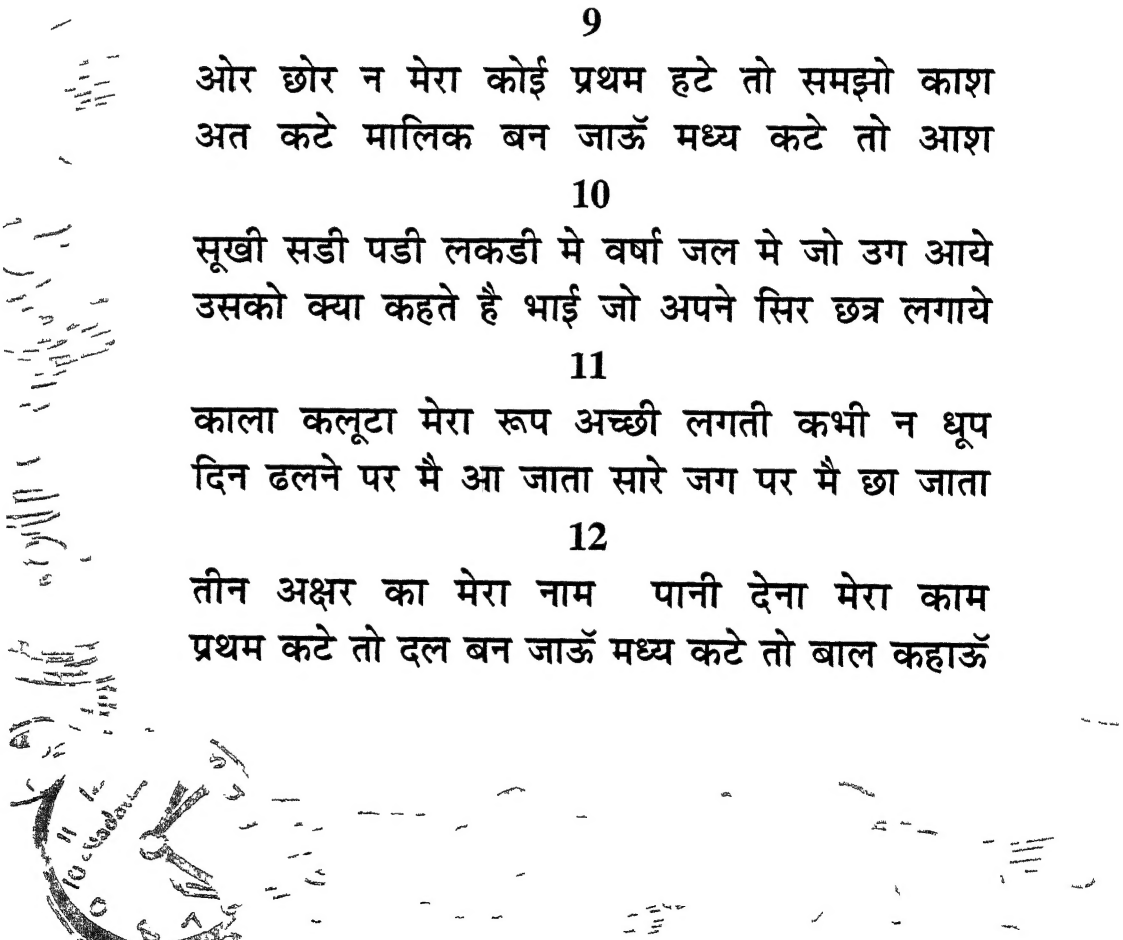 9
ओर छोर न मेरा कोई प्रथम हटे तो समझो काश
अत कटे मालिक बन जाऊॅ मध्य कटे तो आश
10
सूखी सडी पडी लकडी मे वर्षा जल मे जो उग आये
उसको क्या कहते है भाई जो अपने सिर छत्र लगाये
11
काला कलूटा मेरा रूप अच्छी लगती कभी न धूप
दिन ढलने पर मै आ जाता सारे जग पर मै छा जाता
12
तीन अक्षर का मेरा नाम पानी देना मेरा काम
प्रथम कटे तो दल बन जाऊॅ मध्य कटे तो बाल कहाऊॅ